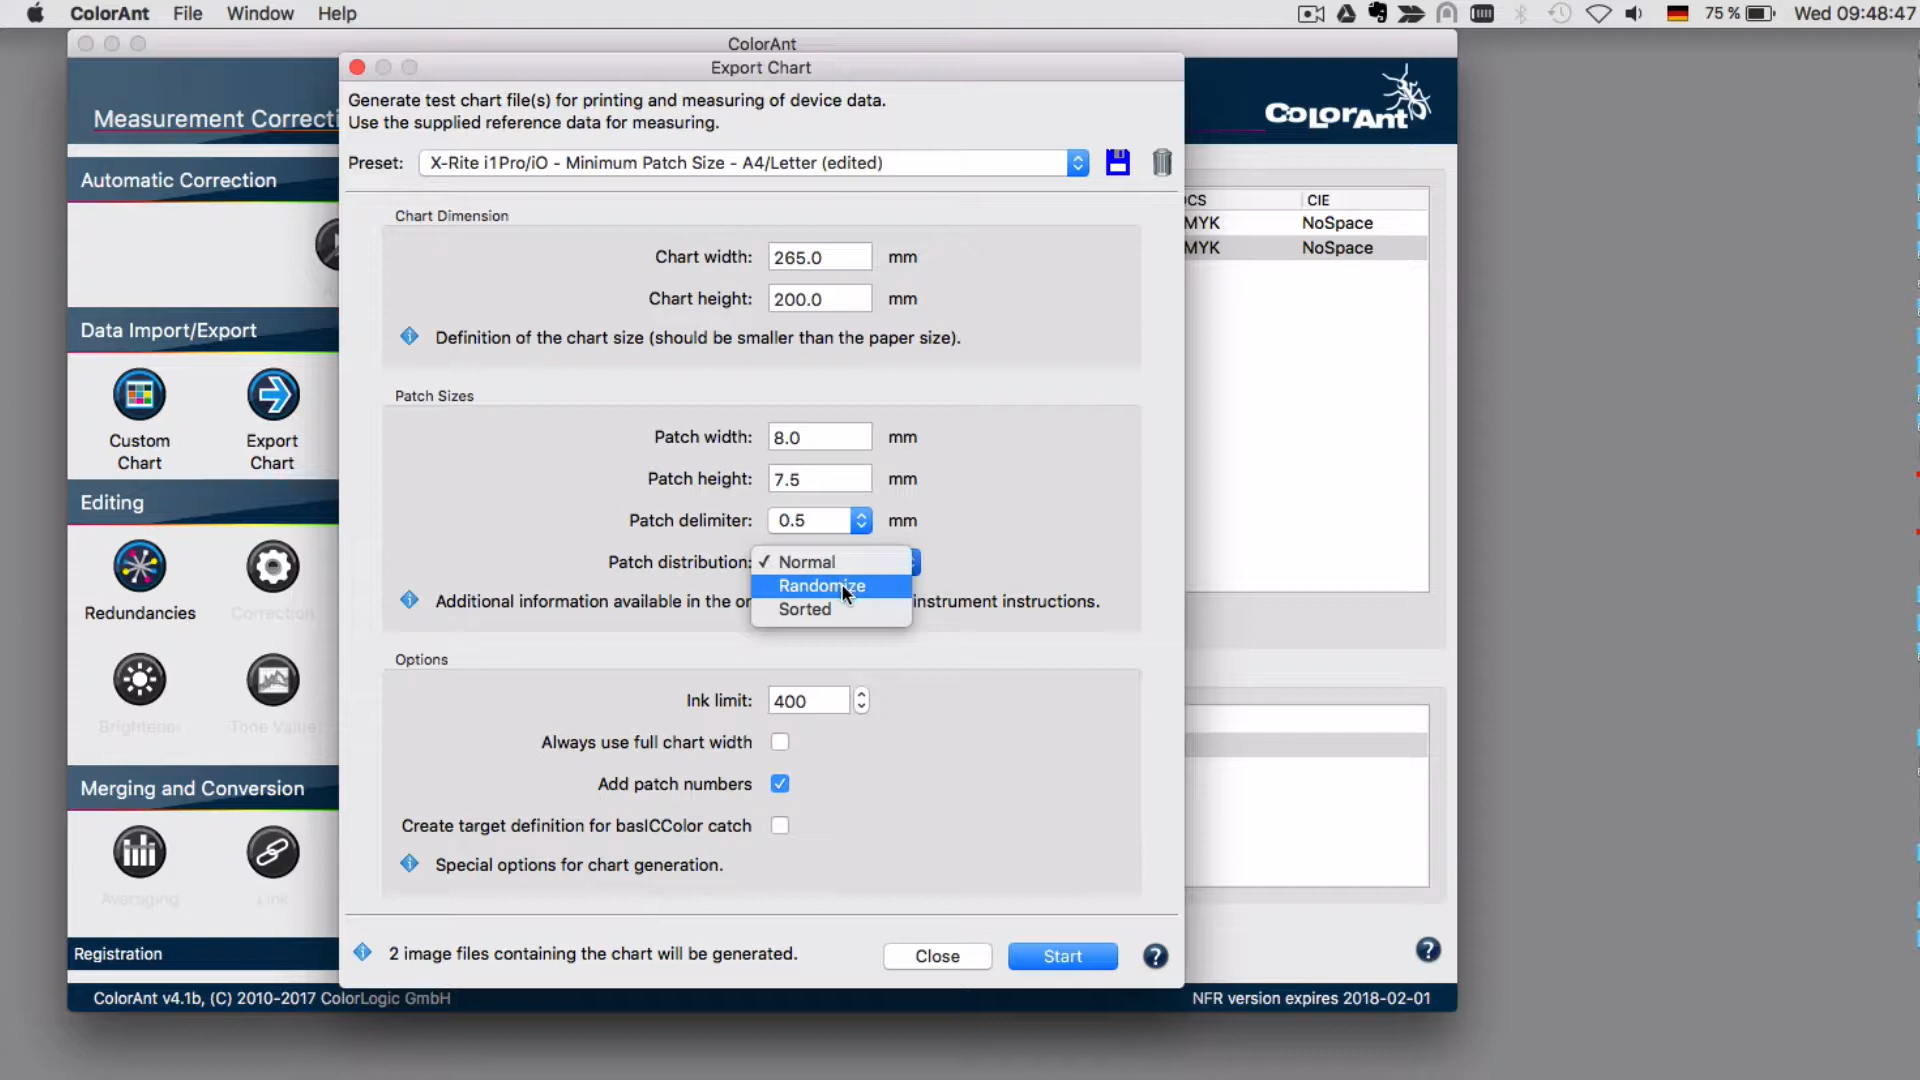 ColorAnt File Window Help 75 % Wed 09:48:47
ColorAnt
Export Chart
Generate test chart file(s) for printing and measuring of device data.
Use the supplied reference data for measuring.
Measurement Correcti
ColorAnt
Preset: X-Rite i1Pro/iO - Minimum Patch Size - A4/Letter (edited)
Automatic Correction
CS CIE
MYK NoSpace
MYK NoSpace
Chart Dimension
Chart width: 265.0 mm
Chart height: 200.0 mm
Definition of the chart size (should be smaller than the paper size).
Data Import/Export
Custom Chart
Export Chart
Patch Sizes
Patch width: 8.0 mm
Patch height: 7.5 mm
Patch delimiter: 0.5 mm
Patch distribution: ✓ Normal
Randomize
Sorted
Additional information available in the or instrument instructions.
Editing
Redundancies Correction
Brightener Tone Value
Options
Ink limit: 400
Always use full chart width
Add patch numbers
Create target definition for basICColor catch
Special options for chart generation.
Merging and Conversion
Averaging Link
Registration
2 image files containing the chart will be generated. Close Start ?
?
ColorAnt v4.1b, (C) 2010-2017 ColorLogic GmbH
NFR version expires 2018-02-01